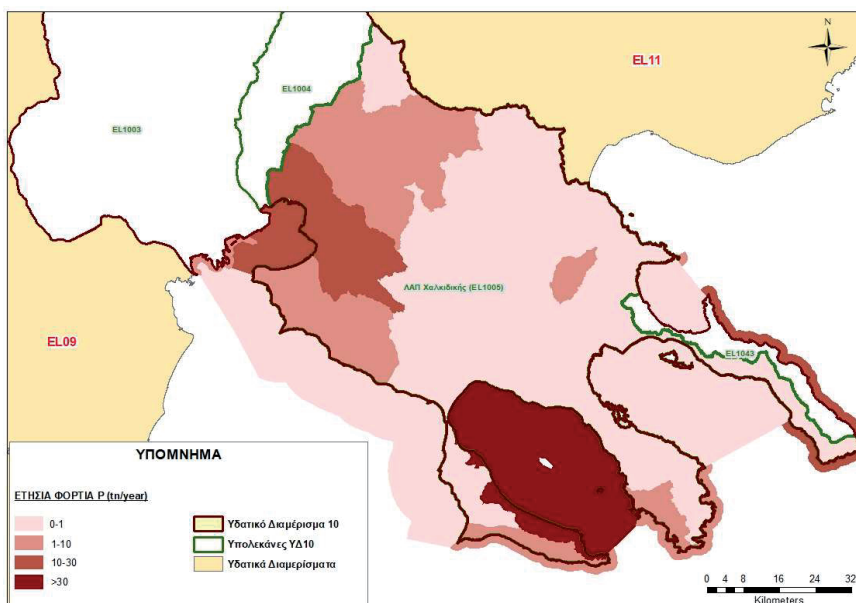 N
EL11
EL1004
EL1003
ΛΑΠ Χαλκιδικής (EL1005)
EL09
EL1043
ΥΠΟΜΝΗΜΑ
ΕΤΗΣΙΑ ΦΟΡΤΙΑ P (tn/year)
0-1
1-10
10-30
>30
Υδατικό Διαμέρισμα 10
Υπολεκάνες ΥΔ10
Υδατικά Διαμερίσματα
0 4 8 16 24 32
Kilometers